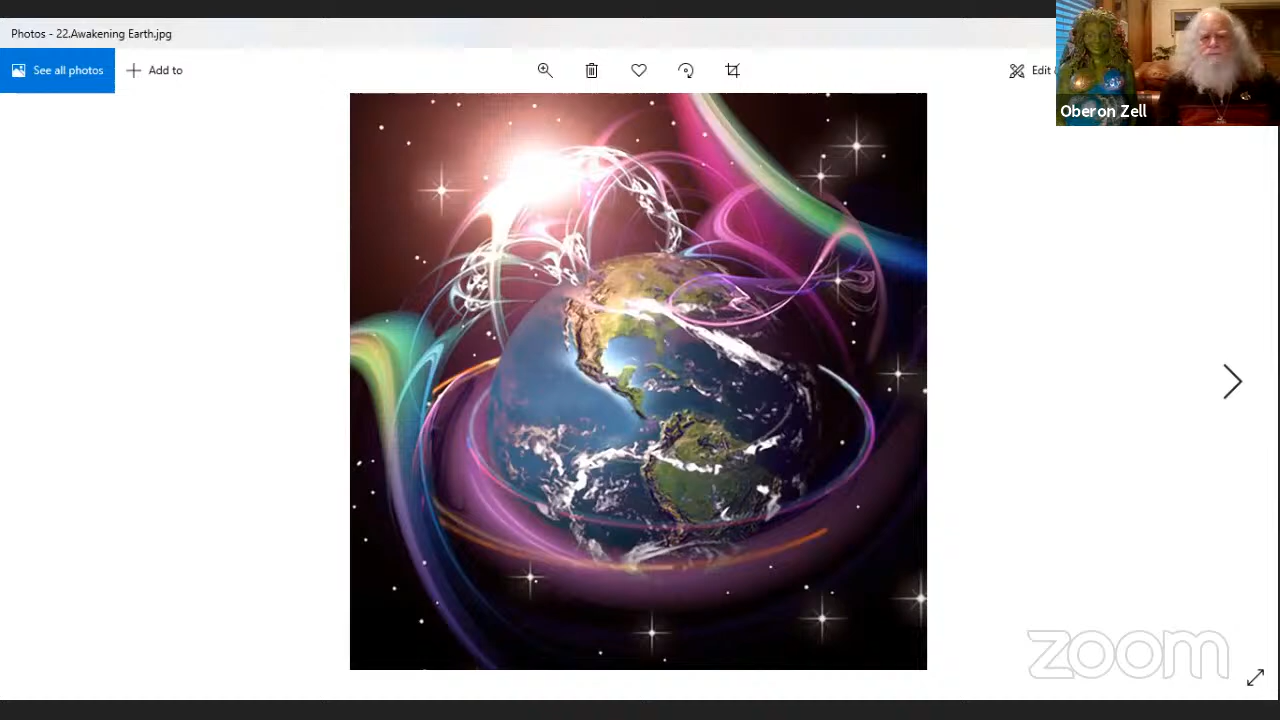 Photos - 22.Awakening Earth.jpg
See all photos
Add to
Edit &
Oberon Zell
zoom